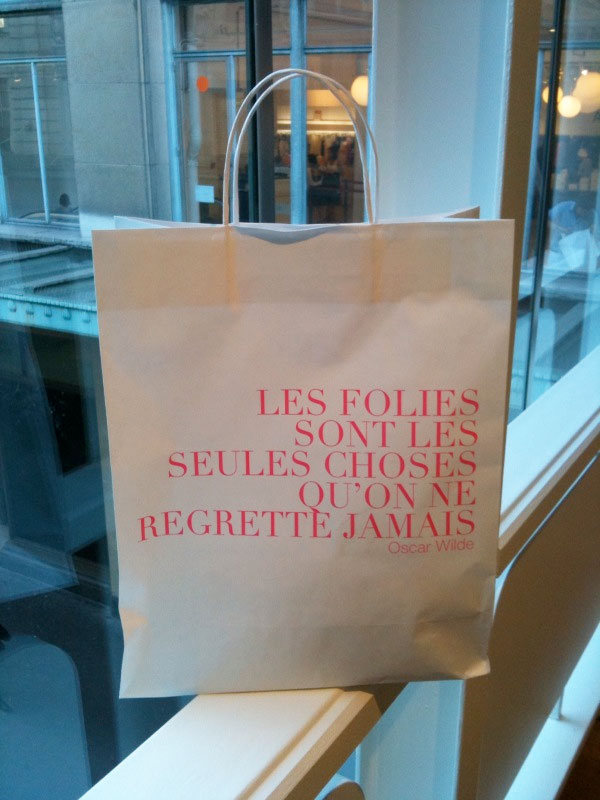 LES FOLIES
SONT LES
SEULES CHOSES
QU'ON NE
REGRETTE JAMAIS
Oscar Wilde